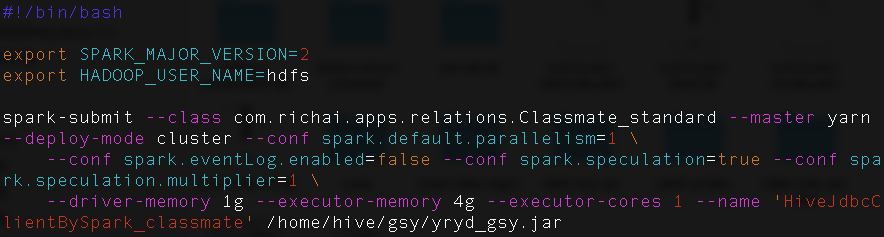 #!/bin/bash
export SPARK_MAJOR_VERSION=2
export HADOOP_USER_NAME=hdfs
spark-submit --class com.richai.apps.relations.Classmate_standard --master yarn
--deploy-mode cluster --conf spark.default.parallelism=1 \
--conf spark.eventLog.enabled=false --conf spark.speculation=true --conf spa
rk.speculation.multiplier=1 \
--driver-memory 1g --executor-memory 4g --executor-cores 1 --name 'HiveJdbcC
lientBySpark_classmate' /home/hive/gsy/yryd_gsy.jar